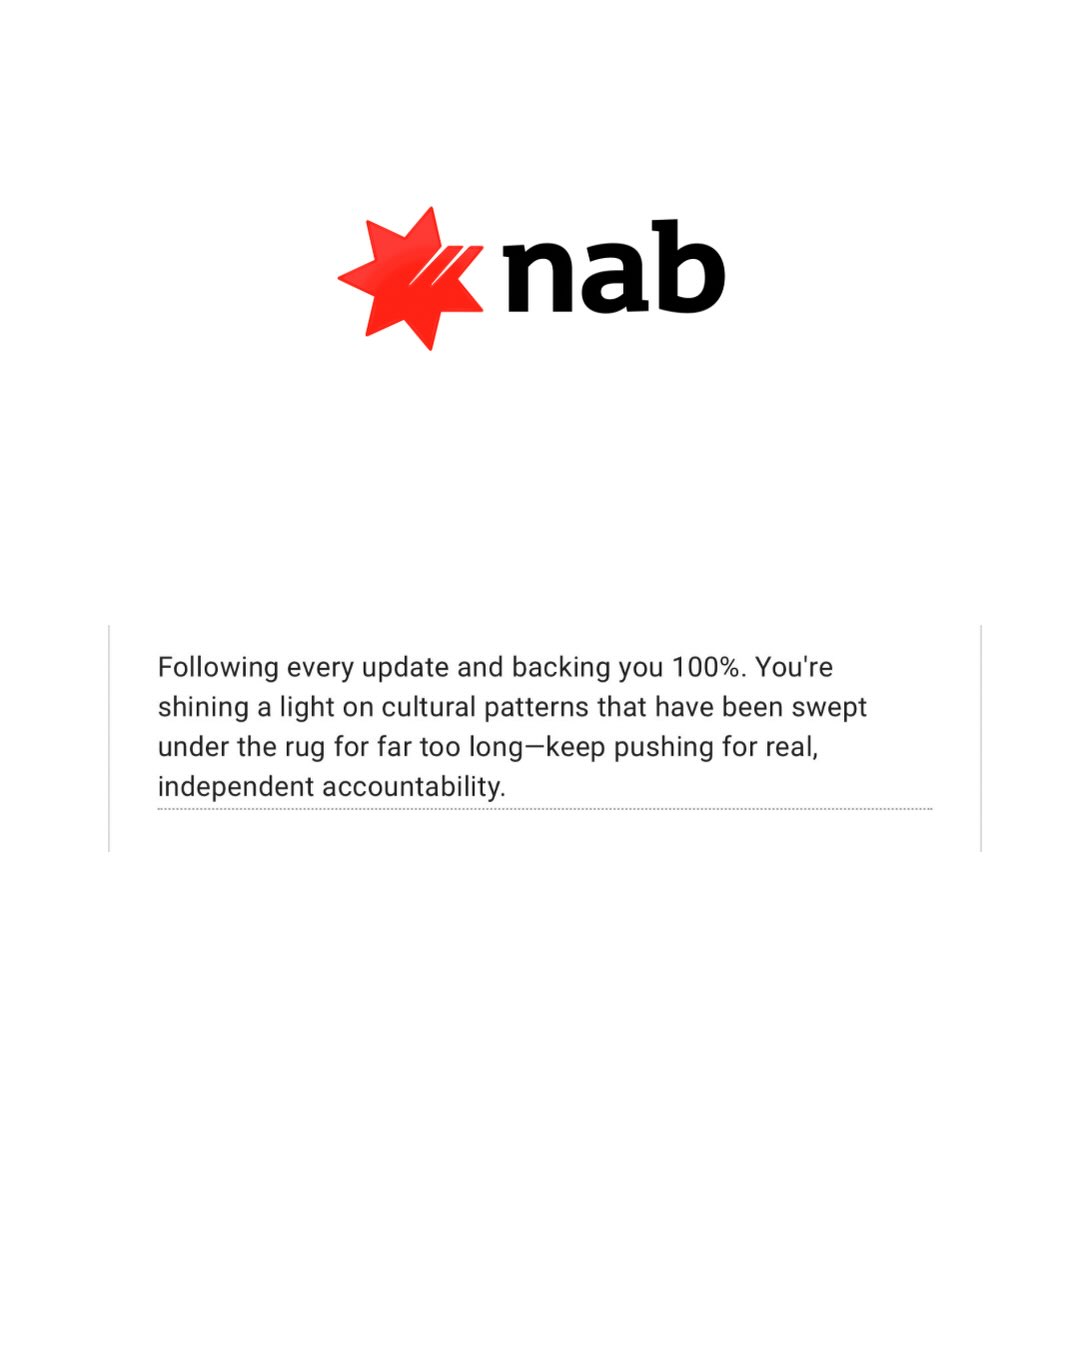 nab
Following every update and backing you 100%. You're
shining a light on cultural patterns that have been swept
under the rug for far too long—keep pushing for real,
independent accountability.